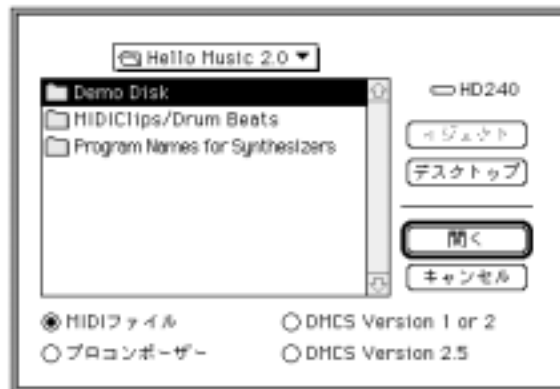 Hello Music 2.0
Demo Disk
MIDIClips/Drum Beats
Program Names for Synthesizers
HD240
イジェクト
デスクトップ
開く
キャンセル
MIDIファイル
プロコンポーザー
DMCS Version 1 or 2
DMCS Version 2.5